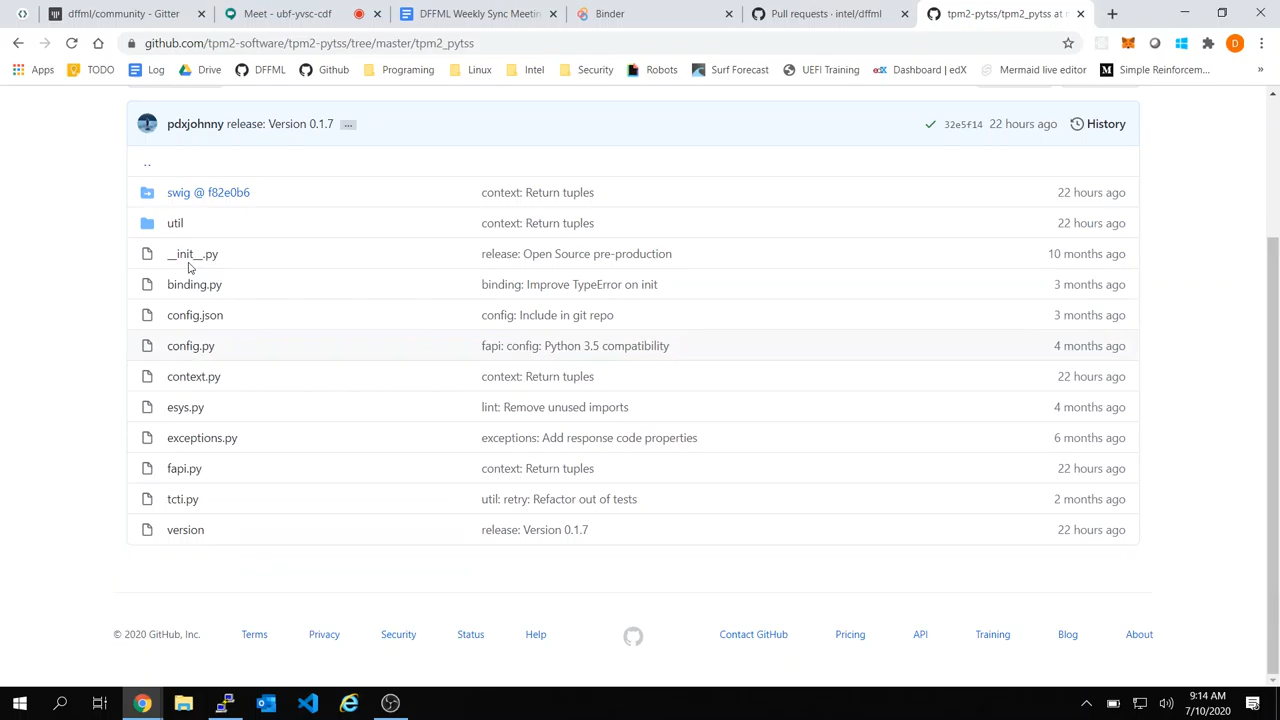 dffml/community - Gitter
Meet - ubf-yvsc-cdf
DFFML Weekly Sync Meetin
Binder
Pull requests · intel/dffml
tpm2-pytss/tpm2_pytss at m
github.com/tpm2-software/tpm2-pytss/tree/master/tpm2_pytss
D
Apps
TODO
Log
Drive
DFFML
Github
Programing
Linux
Intel
Security
Robots
Surf Forecast
UEFI Training
Dashboard | edX
Mermaid live editor
Simple Reinforcem...
»
pdxjohnny release: Version 0.1.7 ...
32e5f14 22 hours ago History
..
swig @ f82e0b6 context: Return tuples 22 hours ago
util context: Return tuples 22 hours ago
__init__.py release: Open Source pre-production 10 months ago
binding.py binding: Improve TypeError on init 3 months ago
config.json config: Include in git repo 3 months ago
config.py fapi: config: Python 3.5 compatibility 4 months ago
context.py context: Return tuples 22 hours ago
esys.py lint: Remove unused imports 4 months ago
exceptions.py exceptions: Add response code properties 6 months ago
fapi.py context: Return tuples 22 hours ago
tcti.py util: retry: Refactor out of tests 2 months ago
version release: Version 0.1.7 22 hours ago
© 2020 GitHub, Inc. Terms Privacy Security Status Help Contact GitHub Pricing API Training Blog About
9:14 AM
7/10/2020